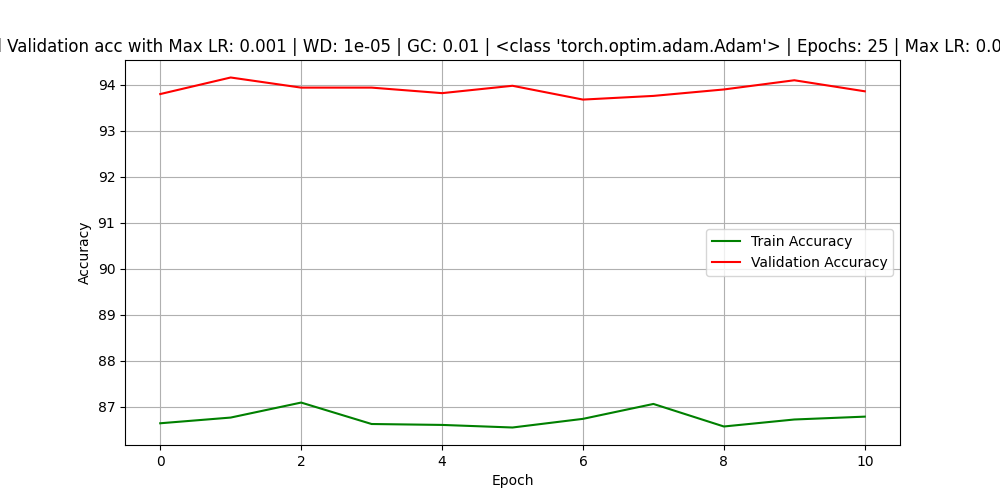 Validation acc with Max LR: 0.001 | WD: 1e-05 | GC: 0.01 | <class 'torch.optim.adam.Adam'> | Epochs: 25 | Max LR: 0.0
94
93
92
91
90
89
88
87
Accuracy
Train Accuracy
Validation Accuracy
0 2 4 6 8 10
Epoch